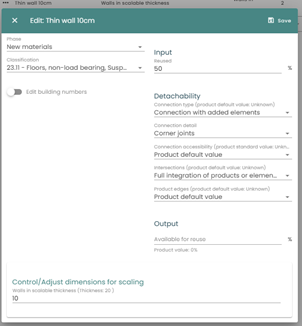 Thin wall 10cm
Walls in scalable thickness
Edit: Thin wall 10cm
Save
Phase
New materials
Classification
23.11 - Floors, non-load bearing, Susp...
Edit building numbers
Input
Reused
50
%
Detachability
Connection type (product default value: Unknown)
Connection with added elements
Connection detail
Corner joints
Connection accessibility (product standard value: Unkn...
Product default value
Intersections (product default value: Unknown)
Full integration of products or elemen...
Product edges (product default value: Unknown)
Product default value
Output
Available for reuse
%
Product value: 0%
Control/Adjust dimensions for scaling
Walls in scalable thickness (Thickness: 20 )
10